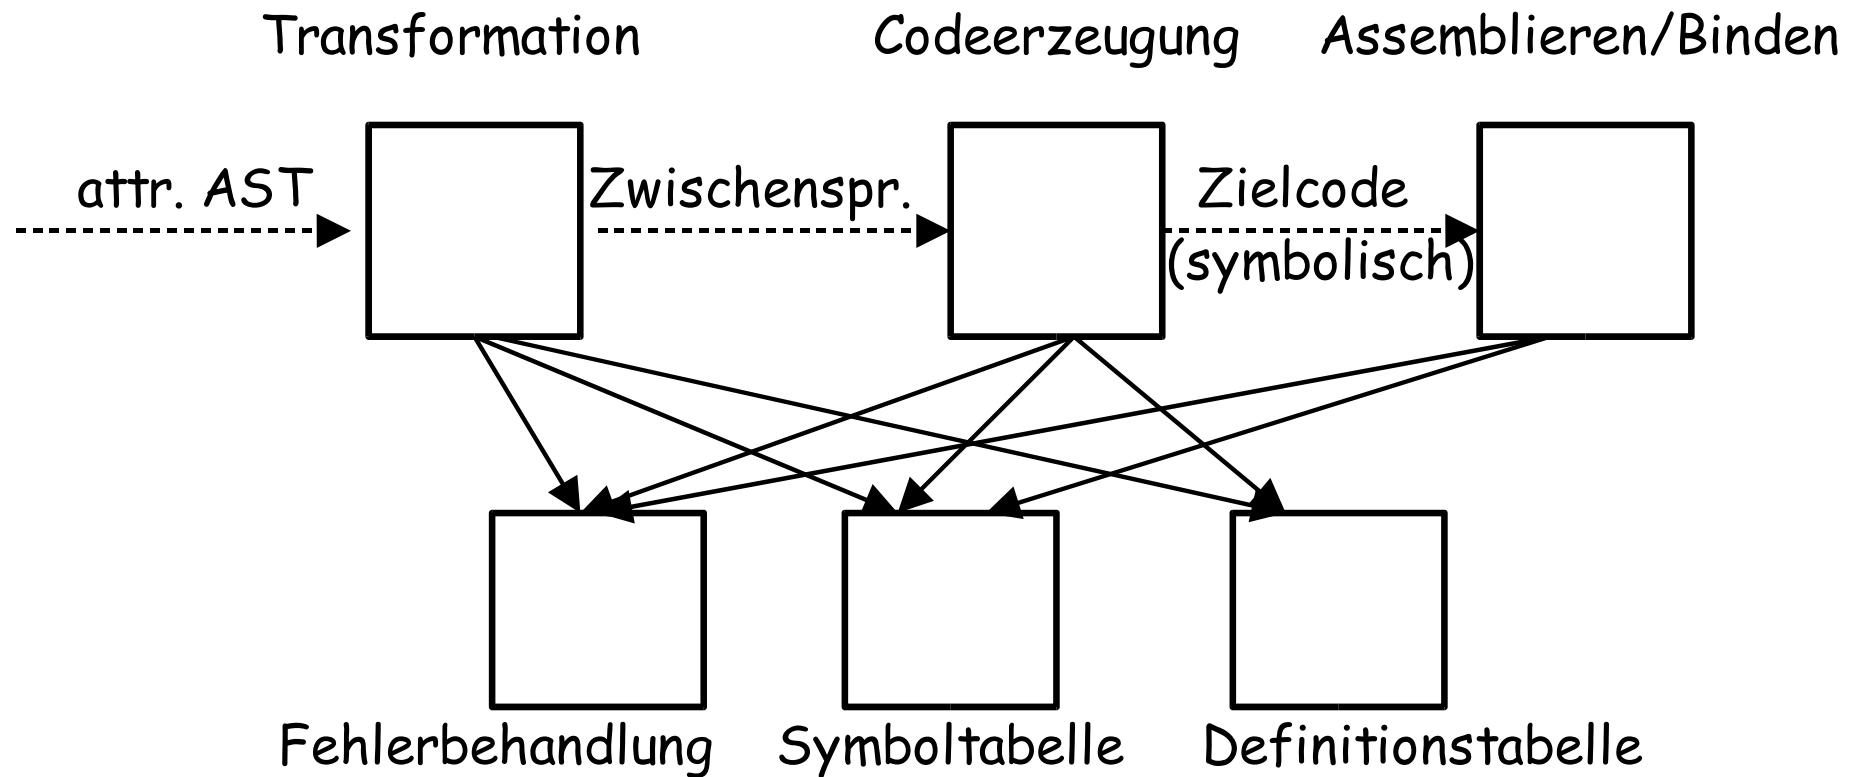 Transformation
Codeerzeugung
Assemblieren/Binden
attr. AST
Zwischenspr.
Zielcode
(symbolisch)
Fehlerbehandlung
Symboltabelle
Definitionstabelle